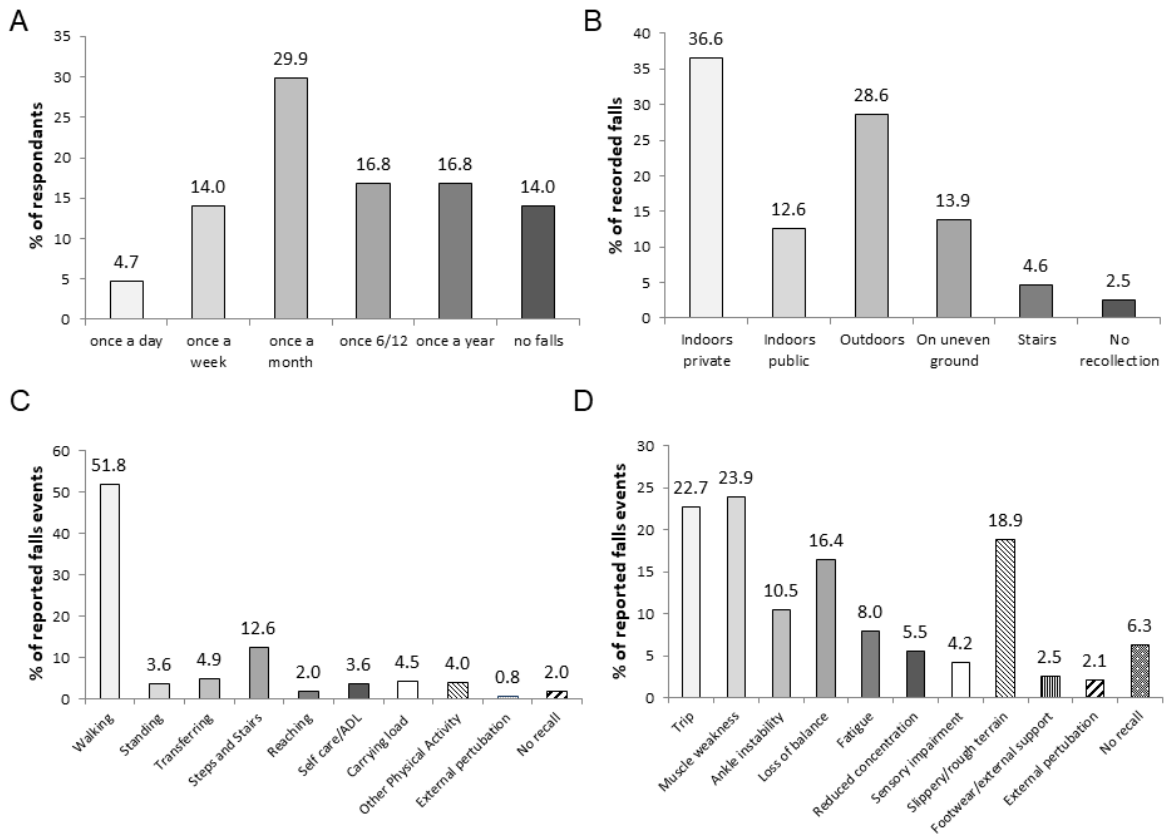 A
% of respondants
35
30
25
20
15
10
5
0
4.7
14.0
29.9
16.8
16.8
14.0
once a day
once a
week
once a
month
once 6/12
once a year
no falls
B
% of recorded falls
40
35
30
25
20
15
10
5
0
36.6
12.6
28.6
13.9
4.6
2.5
Indoors
private
Indoors
public
Outdoors
On uneven
ground
Stairs
No
recollection
C
% of reported falls events
60
50
40
30
20
10
0
51.8
3.6
4.9
12.6
2.0
3.6
4.5
4.0
0.8
2.0
Walking
Standing
Transferring
Steps and Stairs
Reaching
Self care/ADL
Carrying load
Other Physical Activity
External pertubation
No recall
D
% of reported falls events
30
25
20
15
10
5
0
22.7
23.9
10.5
16.4
8.0
5.5
4.2
18.9
2.5
2.1
6.3
Trip
Muscle weakness
Ankle instability
Loss of balance
Fatigue
Reduced concentration
Sensory impairment
Slippery/rough terrain
Footwear/external support
External perturbation
No recall